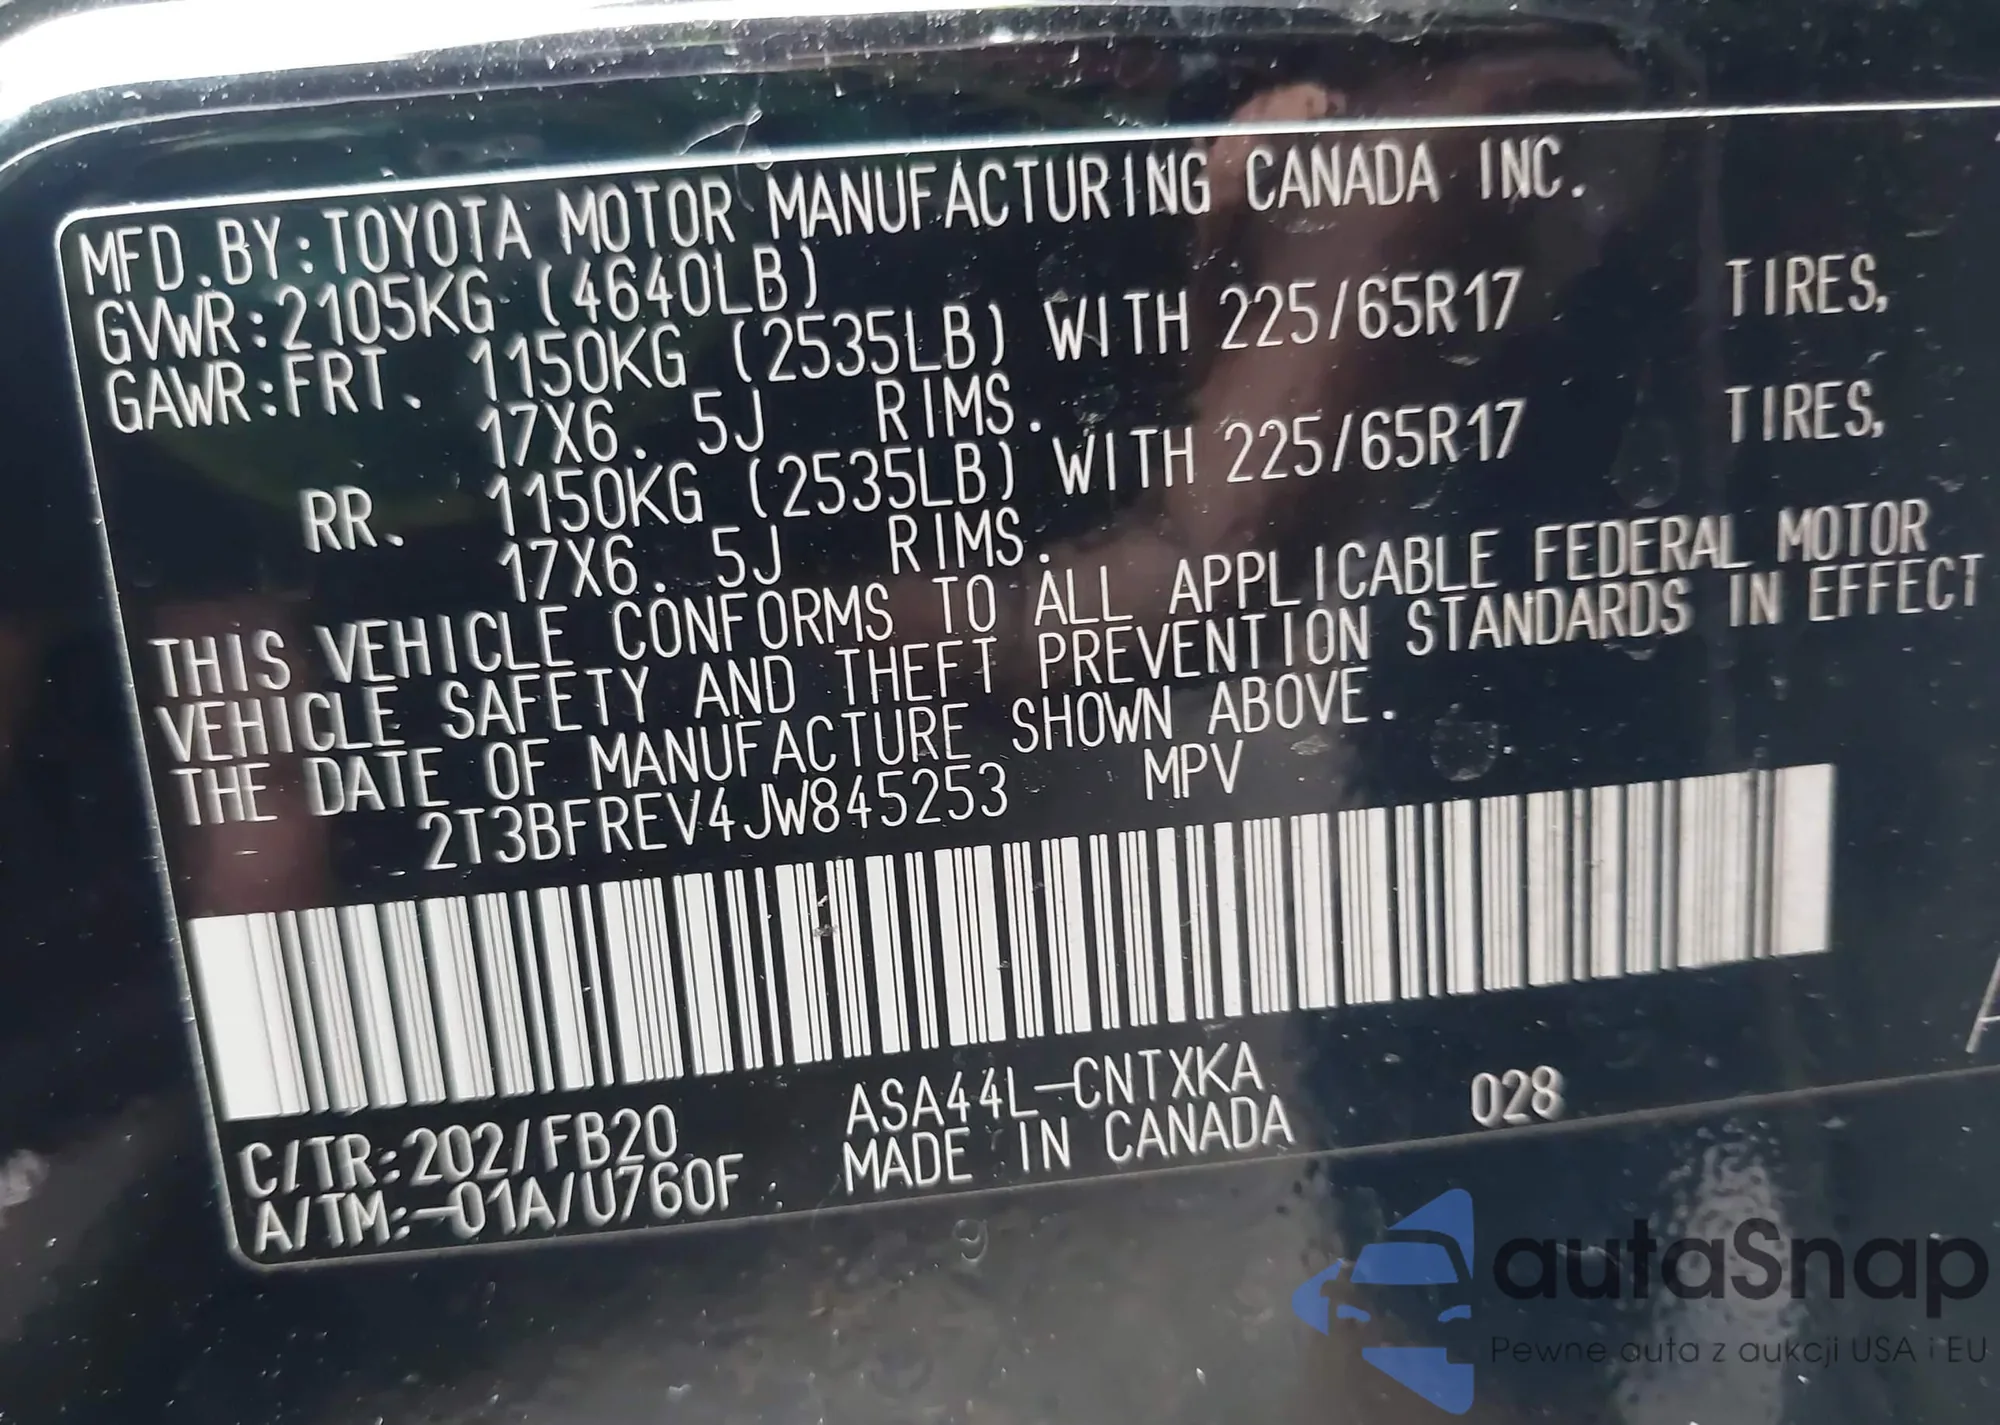 MFD.BY:TOYOTA MOTOR MANUFACTURING CANADA INC.
GVWR:2105KG (4640LB)
GAWR:FRT. 1150KG (2535LB) WITH 225/65R17 TIRES,
17X6.5J RIMS.
RR. 1150KG (2535LB) WITH 225/65R17 TIRES,
17X6.5J RIMS.
THIS VEHICLE CONFORMS TO ALL APPLICABLE FEDERAL MOTOR
VEHICLE SAFETY AND THEFT PREVENTION STANDARDS IN EFFECT
THE DATE OF MANUFACTURE SHOWN ABOVE.
2T3BFREV4JW845253 MPV
C/TR:202/FB20 ASA44L-CNTXKA 028
A/TM:-01A/U760F MADE IN CANADA
autaSnap
Pewne auta z aukcji USA i EU